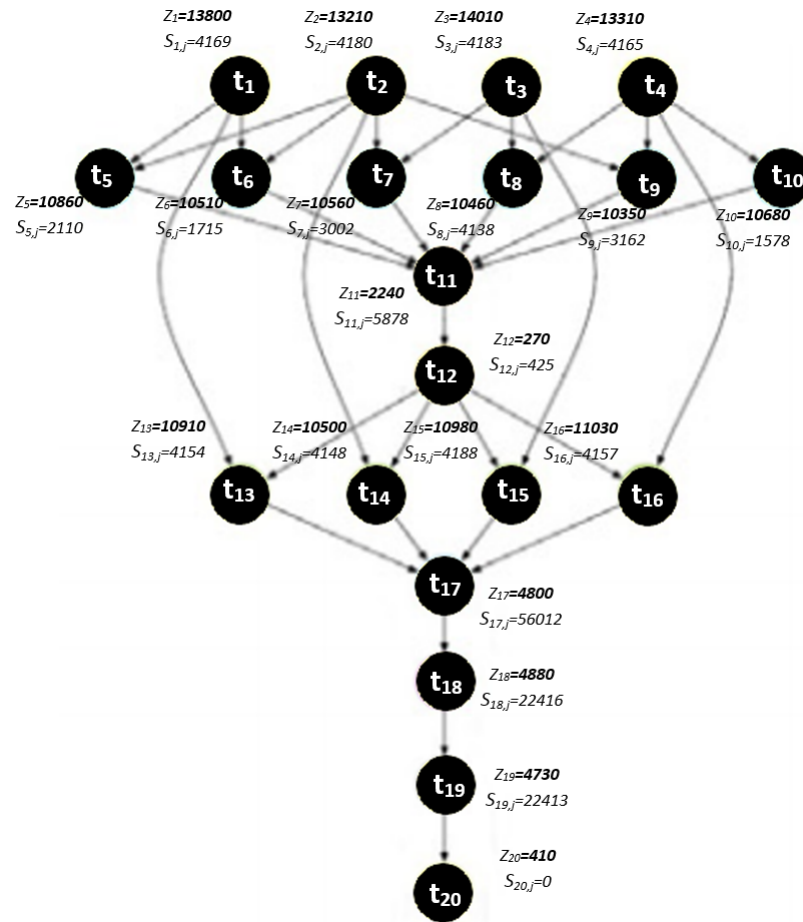 Z1=13800 Z2=13210 Z3=14010 Z4=13310
S1,j=4169 S2,j=4180 S3,j=4183 S4,j=4165
t1 t2 t3 t4
t5 t6 t7 t8 t9 t10
Z5=10860 Z6=10510 Z7=10560 Z8=10460 Z9=10350 Z10=10680
S5,j=2110 S6,j=1715 S7,j=3002 S8,j=4138 S9,j=3162 S10,j=1578
t11
Z11=2240
S11,j=5878
Z12=270
S12,j=425
t12
Z13=10910 Z14=10500 Z15=10980 Z16=11030
S13,j=4154 S14,j=4148 S15,j=4188 S16,j=4157
t13 t14 t15 t16
t17
Z17=4800
S17,j=56012
t18
Z18=4880
S18,j=22416
t19
Z19=4730
S19,j=22413
Z20=410
S20,j=0
t20